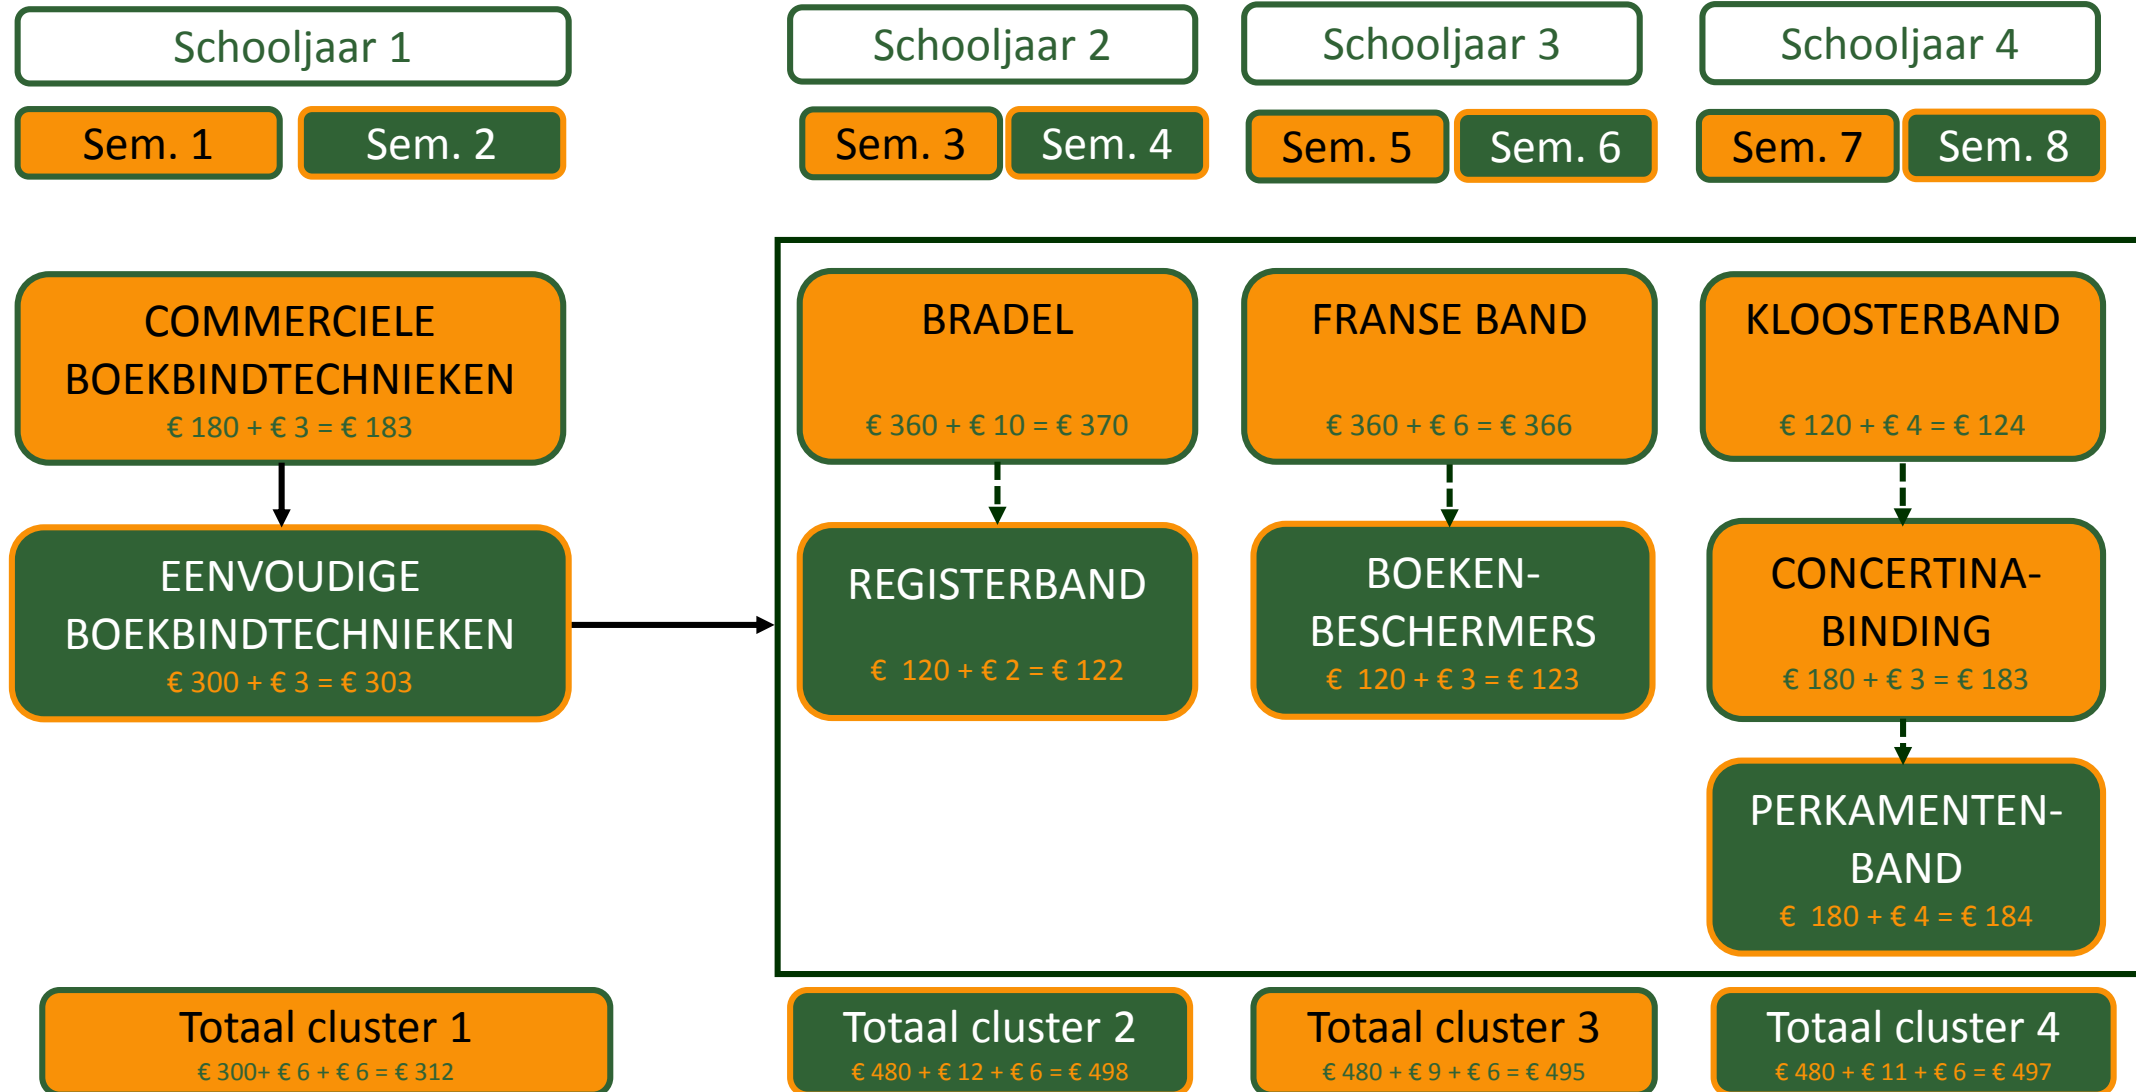 Schooljaar 1
Schooljaar 2
Schooljaar 3
Schooljaar 4
Sem. 1
Sem. 2
Sem. 3
Sem. 4
Sem. 5
Sem. 6
Sem. 7
Sem. 8
COMMERCIELE
BOEKBINDTECHNIEKEN
€ 180 + € 3 = € 183
BRADEL
€ 360 + € 10 = € 370
FRANSE BAND
€ 360 + € 6 = € 366
KLOOSTERBAND
€ 120 + € 4 = € 124
EENVOUDIGE
BOEKBINDTECHNIEKEN
€ 300 + € 3 = € 303
REGISTERBAND
€ 120 + € 2 = € 122
BOEKEN-
BESCHERMERS
€ 120 + € 3 = € 123
CONCERTINA-
BINDING
€ 180 + € 3 = € 183
PERKAMENTEN-
BAND
€ 180 + € 4 = € 184
Totaal cluster 1
€ 300+ € 6 + € 6 = € 312
Totaal cluster 2
€ 480 + € 12 + € 6 = € 498
Totaal cluster 3
€ 480 + € 9 + € 6 = € 495
Totaal cluster 4
€ 480 + € 11 + € 6 = € 497